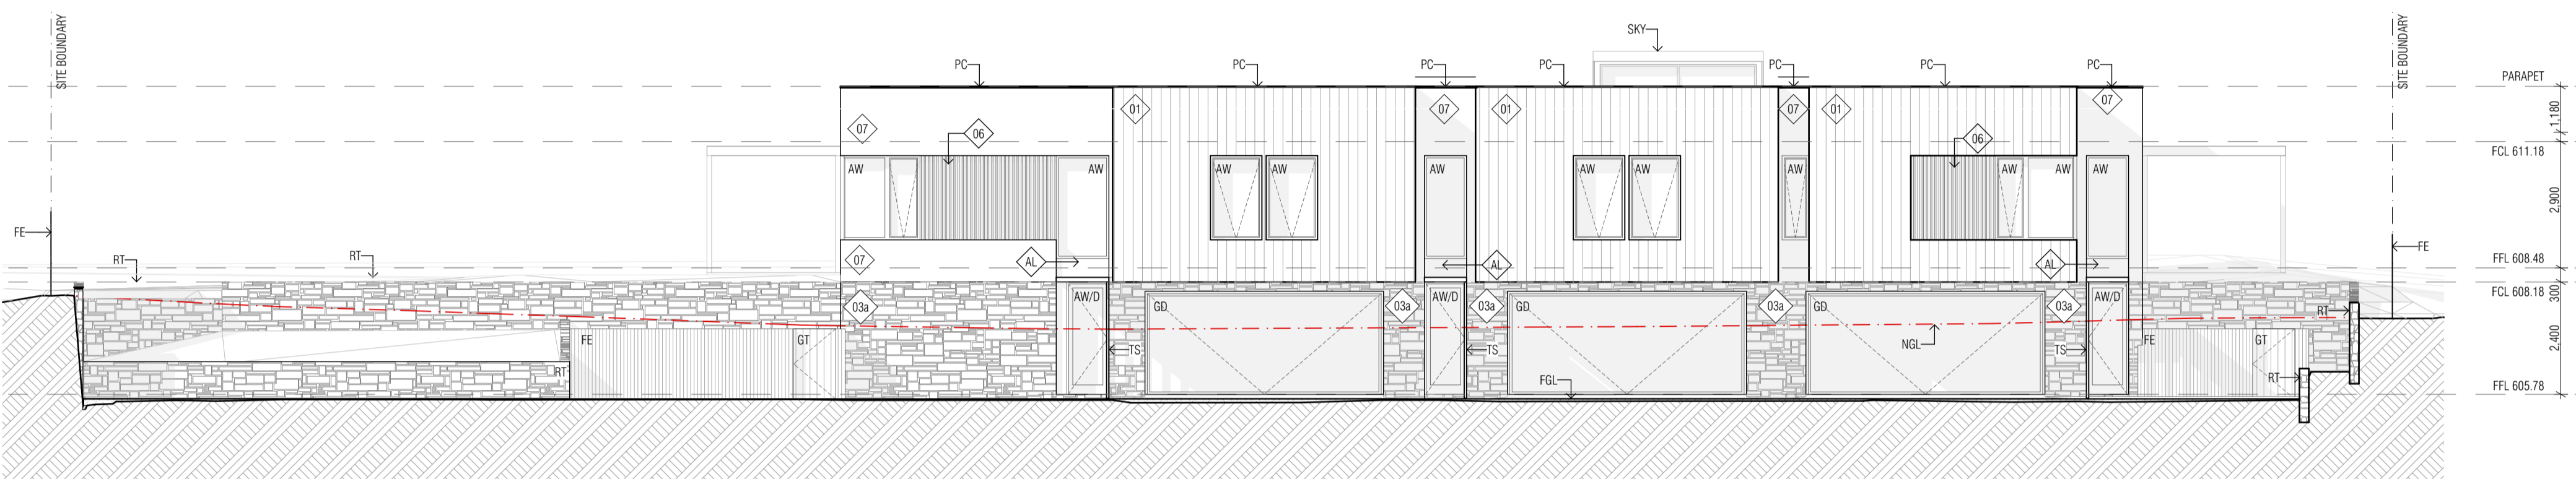 SITE BOUNDARY
SITE BOUNDARY
SKY
PC
PC
PC
PC
PC
PC
PC
PARAPET
01
07
01
07
01
07
07
06
06
1.180
FCL 611.18
AW
AW
AW
AW
AW
AW
AW
AW
AW
AW
AW
2.900
FE
FE
RT
RT
07
AL
AL
AL
FFL 608.48
300
FCL 608.18
03a
AW/D
GD
03a
AW/D
03a
GD
03a
GD
03a
AW/D
RT
FE
GT
TS
TS
NGL
TS
FE
GT
2.400
RT
FGL
RT
FFL 605.78